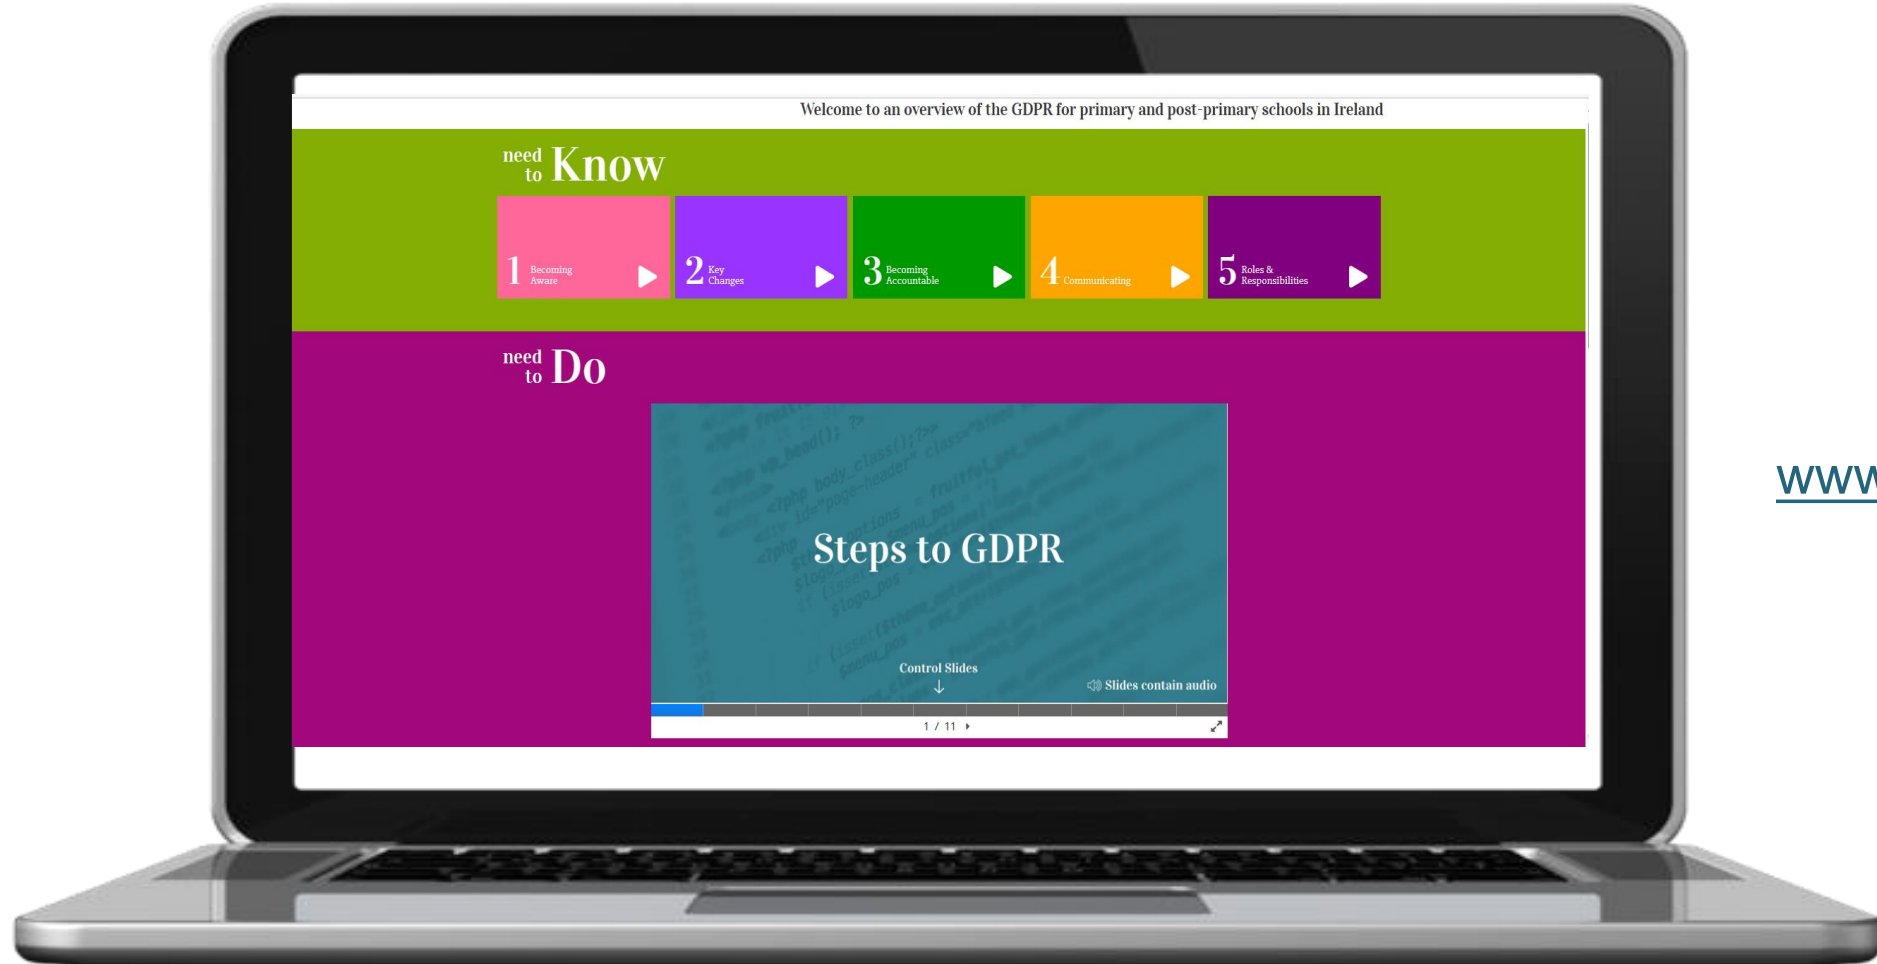 Welcome to an overview of the GDPR for primary and post-primary schools in Ireland
need
to Know
1 Becoming
Aware
2 Key
Changes
3 Becoming
Accountable
4 Communicating
5 Roles &
Responsibilities
need
to Do
Steps to GDPR
Control Slides
Slides contain audio
1 / 11
www